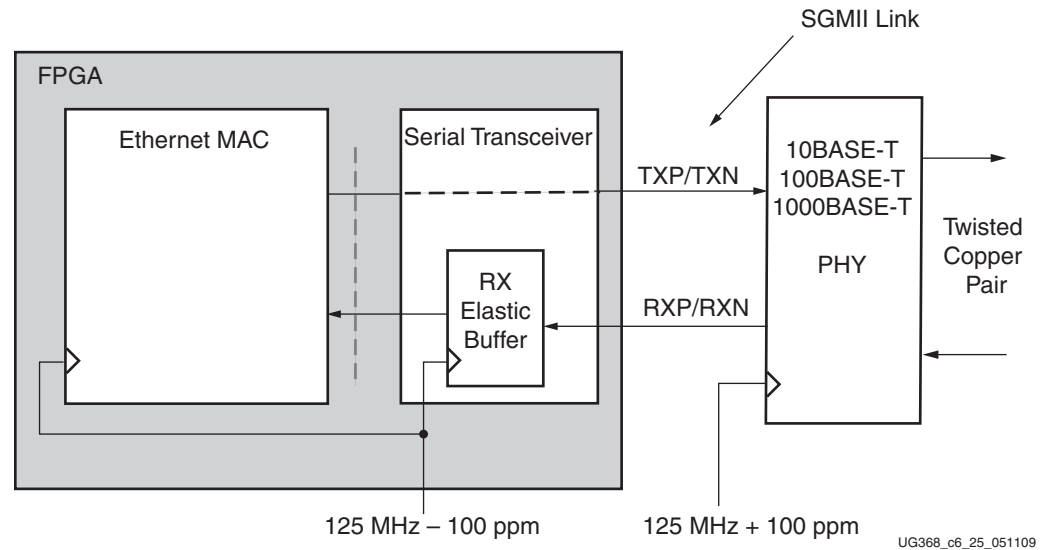 SGMII Link
FPGA
Ethernet MAC
Serial Transceiver
10BASE-T
100BASE-T
1000BASE-T
PHY
TXP/TXN
Twisted
Copper
Pair
RX
Elastic
Buffer
RXP/RXN
125 MHz – 100 ppm
125 MHz + 100 ppm
UG368_c6_25_051109